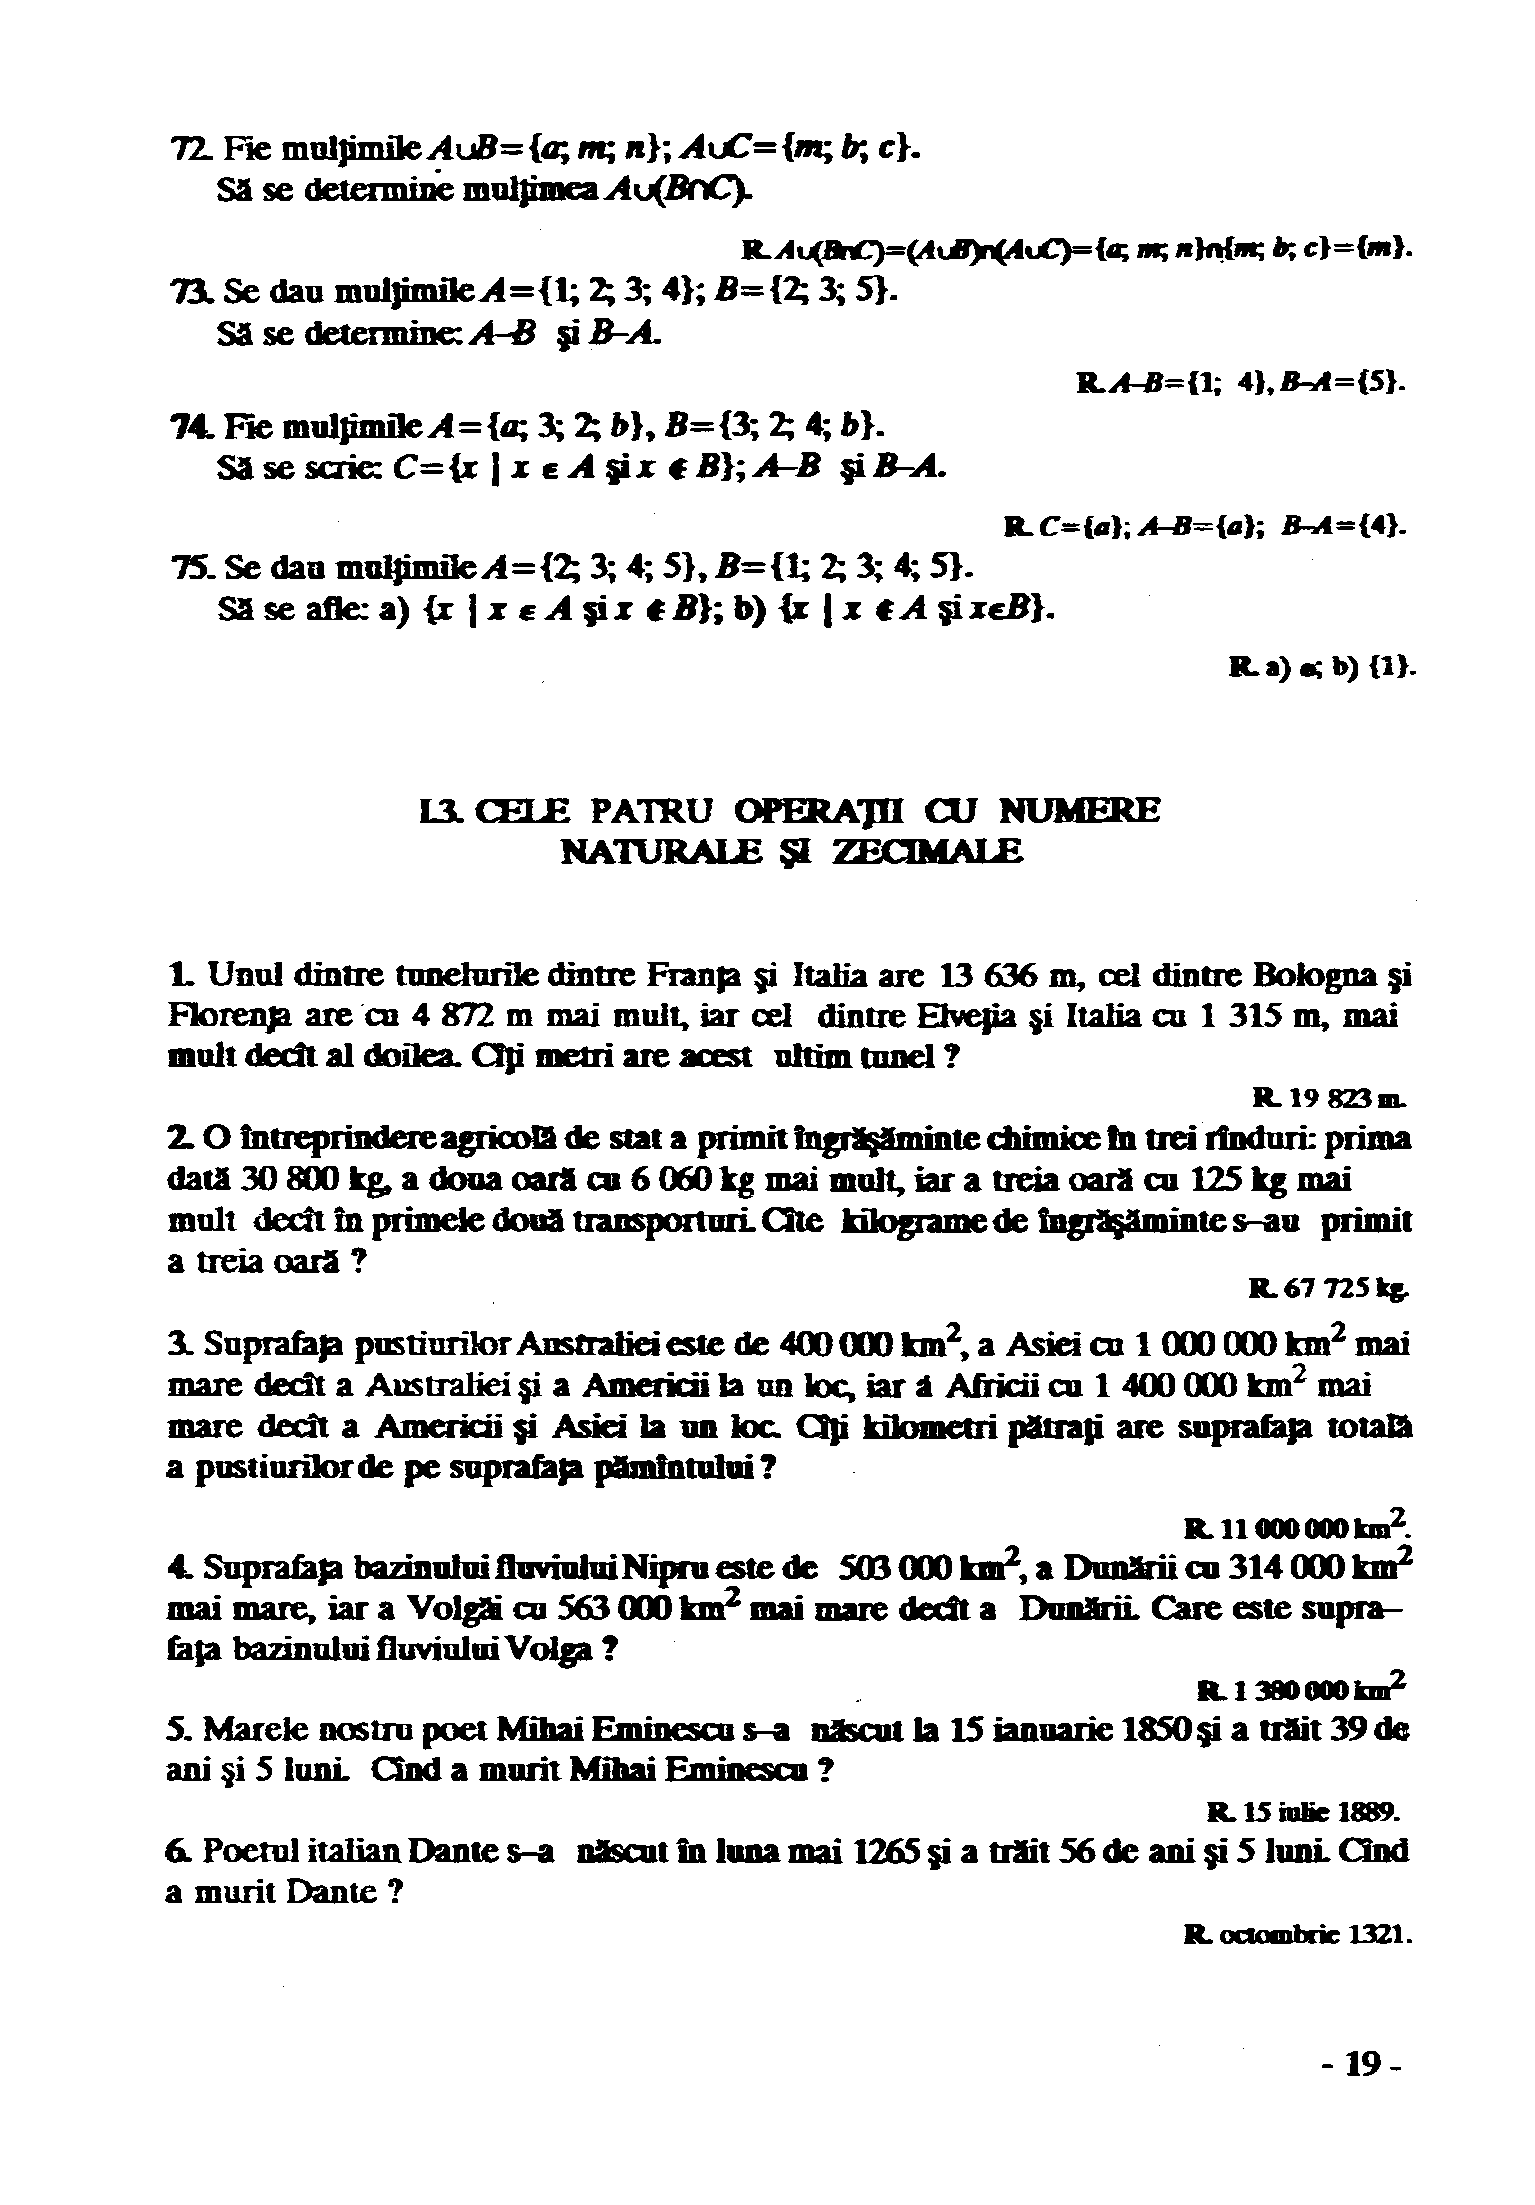 72. Fie mulţimile A∪B={a; m; n}; A∪C={m; b; c}.
Să se determine mulţimea A∪(B∩C).
R. A∪(B∩C)=(A∪B)∩(A∪C)={a; m; n}∩{m; b; c}={m}.
73. Se dau mulţimile A={1; 2; 3; 4}; B={2; 3; 5}.
Să se determine: A–B şi B–A.
R. A–B={1; 4}, B–A={5}.
74. Fie mulţimile A={a; 3; 2; b}, B={3; 2; 4; b}.
Să se scrie: C={x | x ∈ A şi x ∉ B}; A–B şi B–A.
R. C={a}; A–B={a}; B–A={4}.
75. Se dau mulţimile A={2; 3; 4; 5}, B={1; 2; 3; 4; 5}.
Să se afle: a) {x | x ∈ A şi x ∉ B}; b) {x | x ∉ A şi x∈B}.
R. a) ø; b) {1}.
I.3. CELE PATRU OPERAŢII CU NUMERE
NATURALE ŞI ZECIMALE
1. Unul dintre tunelurile dintre Franţa şi Italia are 13 636 m, cel dintre Bologna şi
Florenţa are cu 4 872 m mai mult, iar cel dintre Elveţia şi Italia cu 1 315 m, mai
mult decît al doilea. Cîţi metri are acest ultim tunel ?
R. 19 823 m.
2. O întreprindere agricolă de stat a primit îngrăşăminte chimice în trei rînduri: prima
dată 30 800 kg, a doua oară cu 6 060 kg mai mult, iar a treia oară cu 125 kg mai
mult decît în primele două transporturi. Cîte kilograme de îngrăşăminte s–au primit
a treia oară ?
R. 67 725 kg.
3. Suprafaţa pustiurilor Australiei este de 400 000 km², a Asiei cu 1 000 000 km² mai
mare decît a Australiei şi a Americii la un loc, iar a Africii cu 1 400 000 km² mai
mare decît a Americii şi Asiei la un loc. Cîţi kilometri pătraţi are suprafaţa totală
a pustiurilor de pe suprafaţa pămîntului ?
R. 11 000 000 km².
4. Suprafaţa bazinului fluviului Nipru este de 503 000 km², a Dunării cu 314 000 km²
mai mare, iar a Volgăi cu 563 000 km² mai mare decît a Dunării. Care este supra–
faţa bazinului fluviului Volga ?
R. 1 380 000 km²
5. Marele nostru poet Mihai Eminescu s–a născut la 15 ianuarie 1850 şi a trăit 39 de
ani şi 5 luni. Cînd a murit Mihai Eminescu ?
R. 15 iulie 1889.
6. Poetul italian Dante s–a născut în luna mai 1265 şi a trăit 56 de ani şi 5 luni. Cînd
a murit Dante ?
R. octombrie 1321.
- 19 -